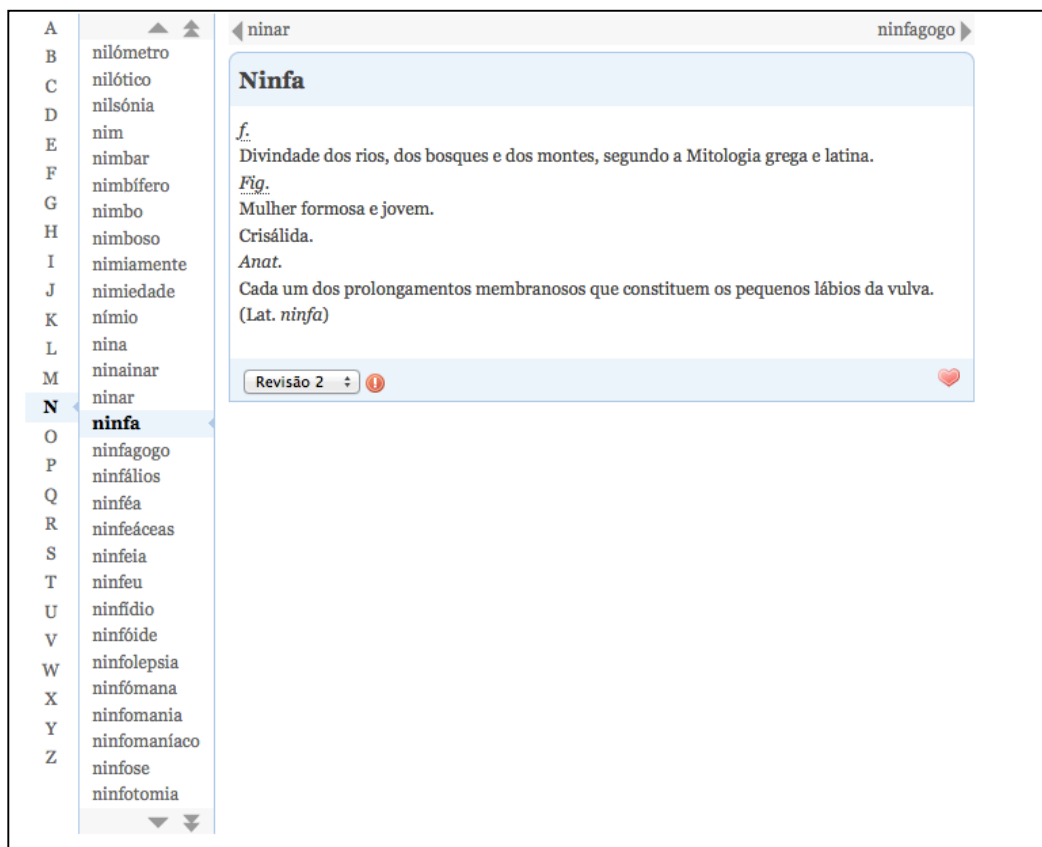 A
B
C
D
E
F
G
H
I
J
K
L
M
N
O
P
Q
R
S
T
U
V
W
X
Y
Z
nilómetro
nilótico
nilsónia
nim
nimbar
nimbífero
nimbo
nimboso
nimiamente
nimiedade
nímio
nina
ninainar
ninar
ninfa
ninfagogo
ninfálios
ninféa
ninfeáceas
ninfeia
ninfeu
ninfídio
ninfóide
ninfolepsia
ninfómana
ninfomania
ninfomaníaco
ninfose
ninfotomia
ninar ninfagogo
Ninfa
f.
Divindade dos rios, dos bosques e dos montes, segundo a Mitologia grega e latina.
Fig.
Mulher formosa e jovem.
Crisálida.
Anat.
Cada um dos prolongamentos membranosos que constituem os pequenos lábios da vulva.
(Lat. ninfa)
Revisão 2